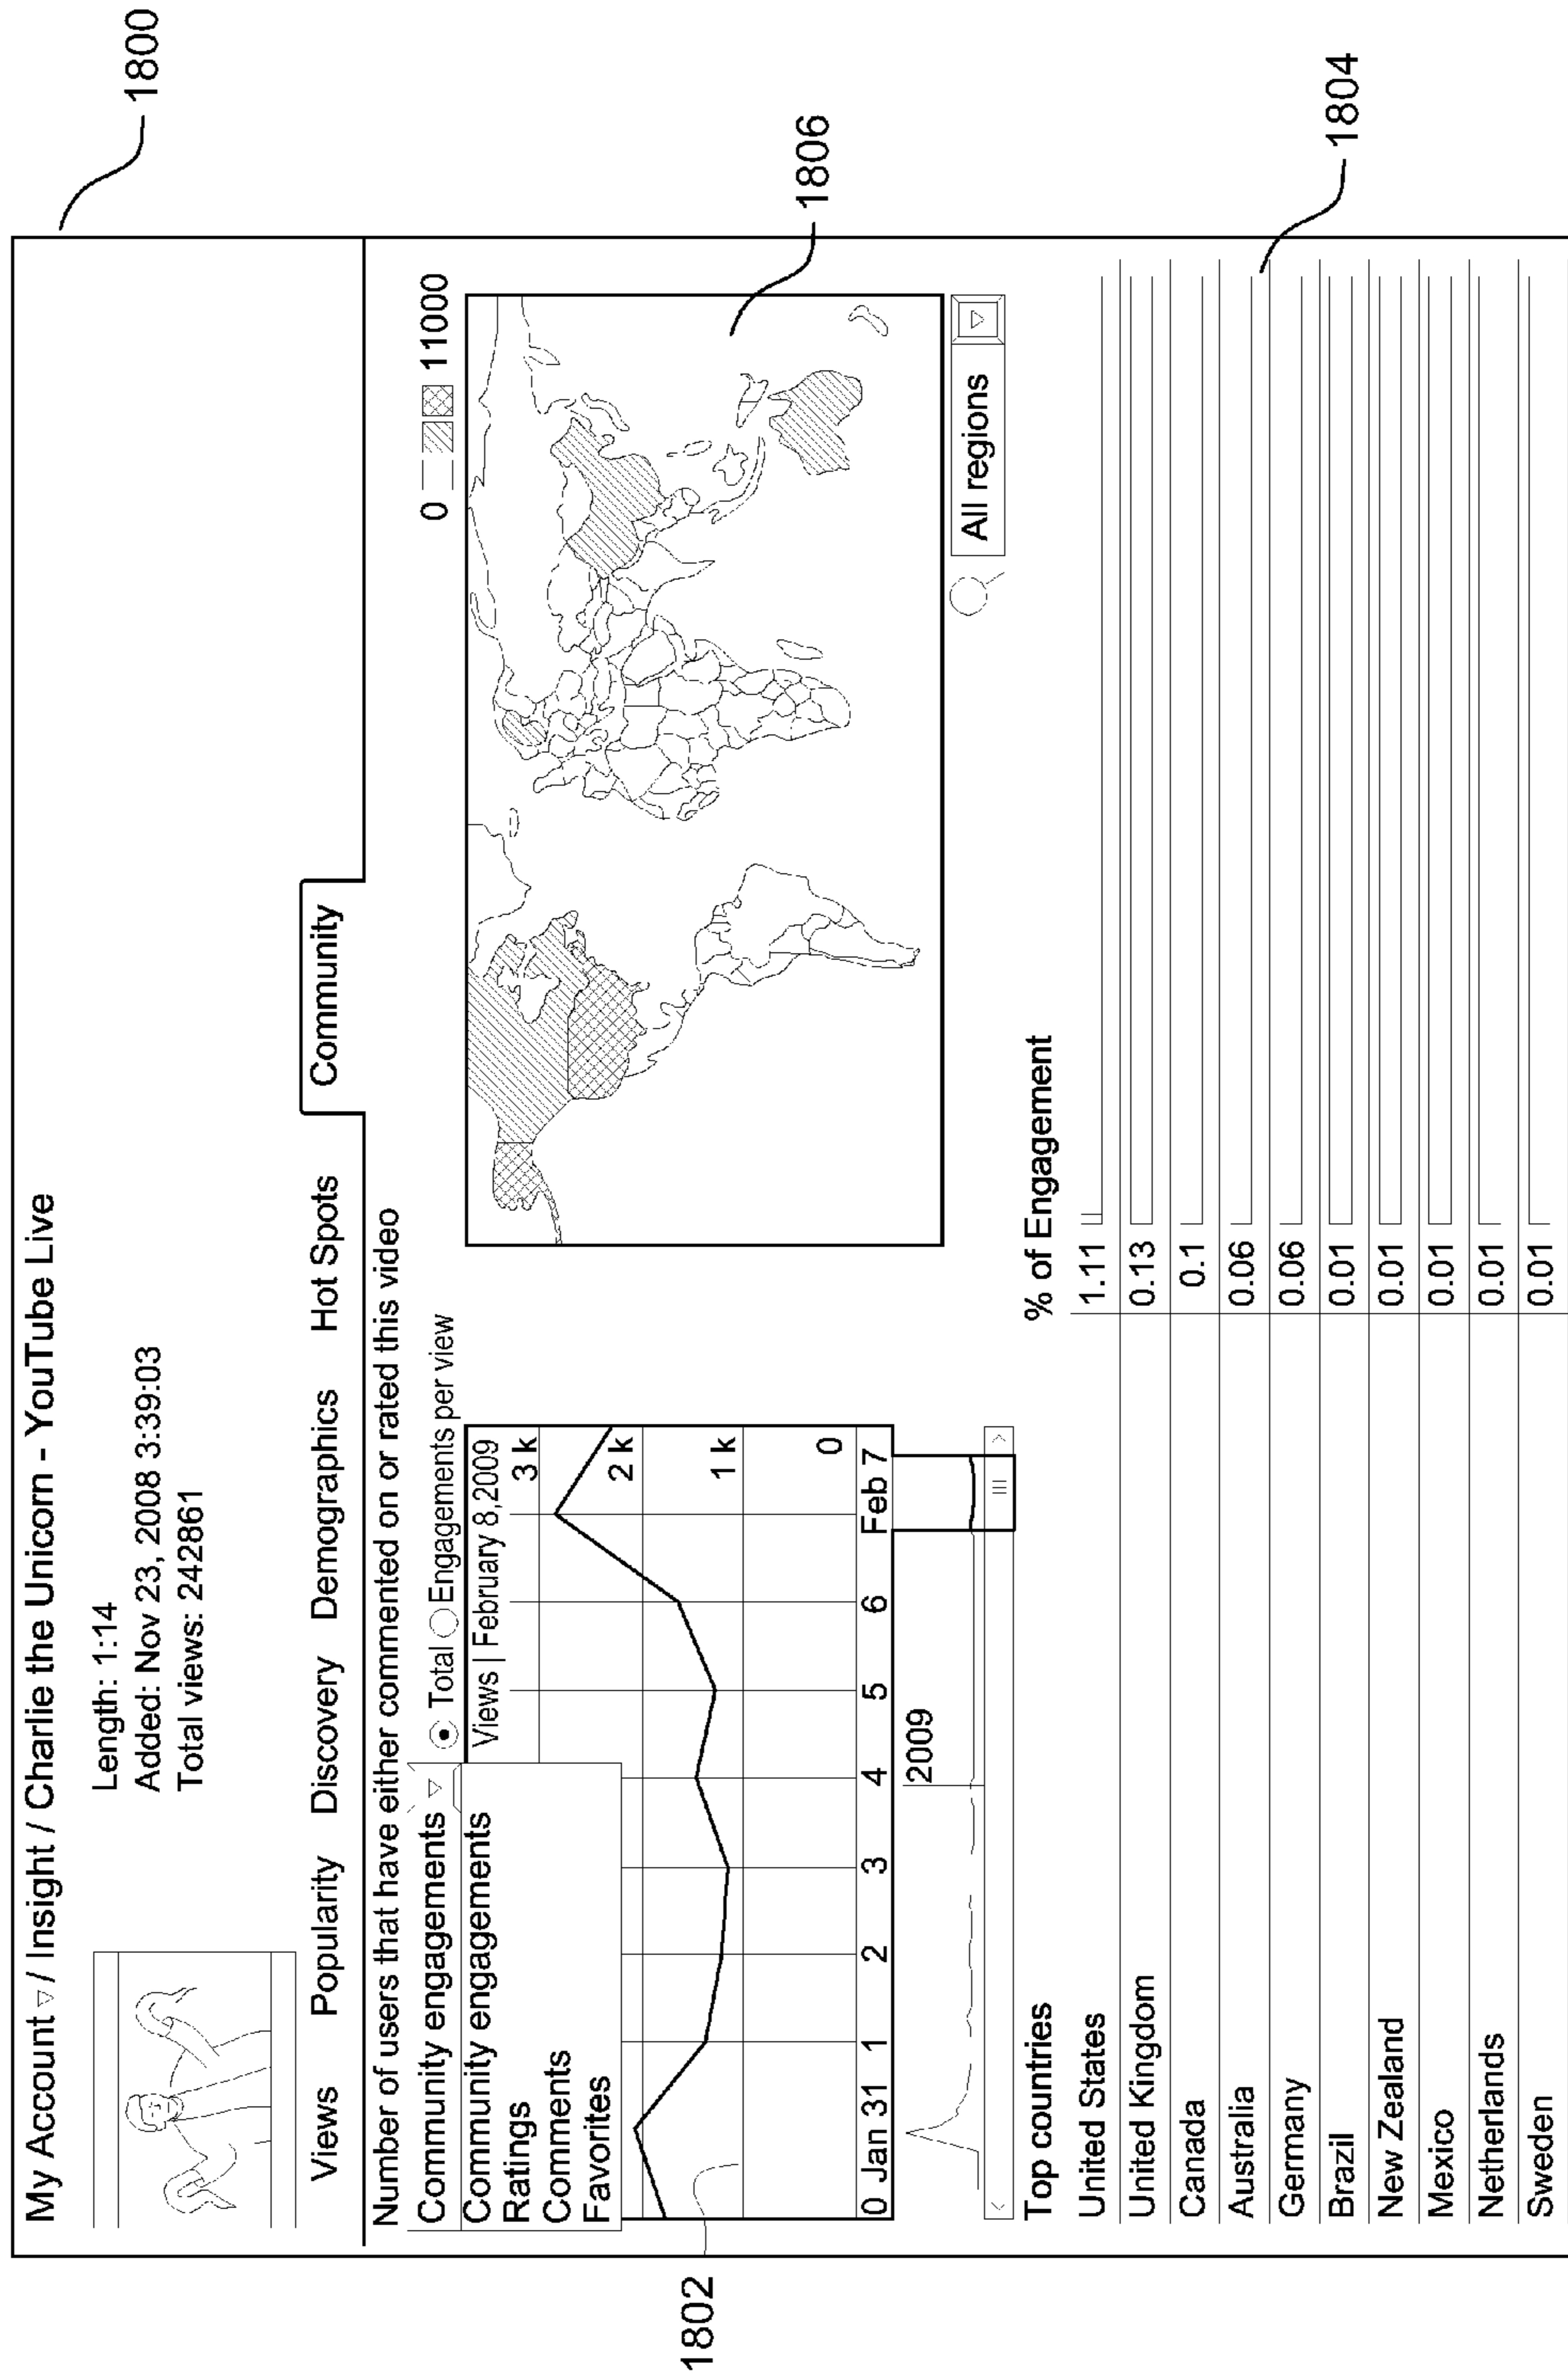 1800
My Account ▿ / Insight / Charlie the Unicorn - YouTube Live
Length: 1:14
Added: Nov 23, 2008 3:39:03
Total views: 242861
Views Popularity Discovery Demographics Hot Spots Community
Number of users that have either commented on or rated this video
Community engagements ▿ Total Engagements per view
Community engagements
Ratings
Comments
Favorites
Views | February 8,2009
3 k
2 k
1 k
0
0 Jan 31 1 2 3 4 5 6 Feb 7
2009
1802
0 11000
1806
All regions
Top countries % of Engagement
United States 1.11
United Kingdom 0.13
Canada 0.1
Australia 0.06
Germany 0.06
Brazil 0.01
New Zealand 0.01
Mexico 0.01
Netherlands 0.01
Sweden 0.01
1804